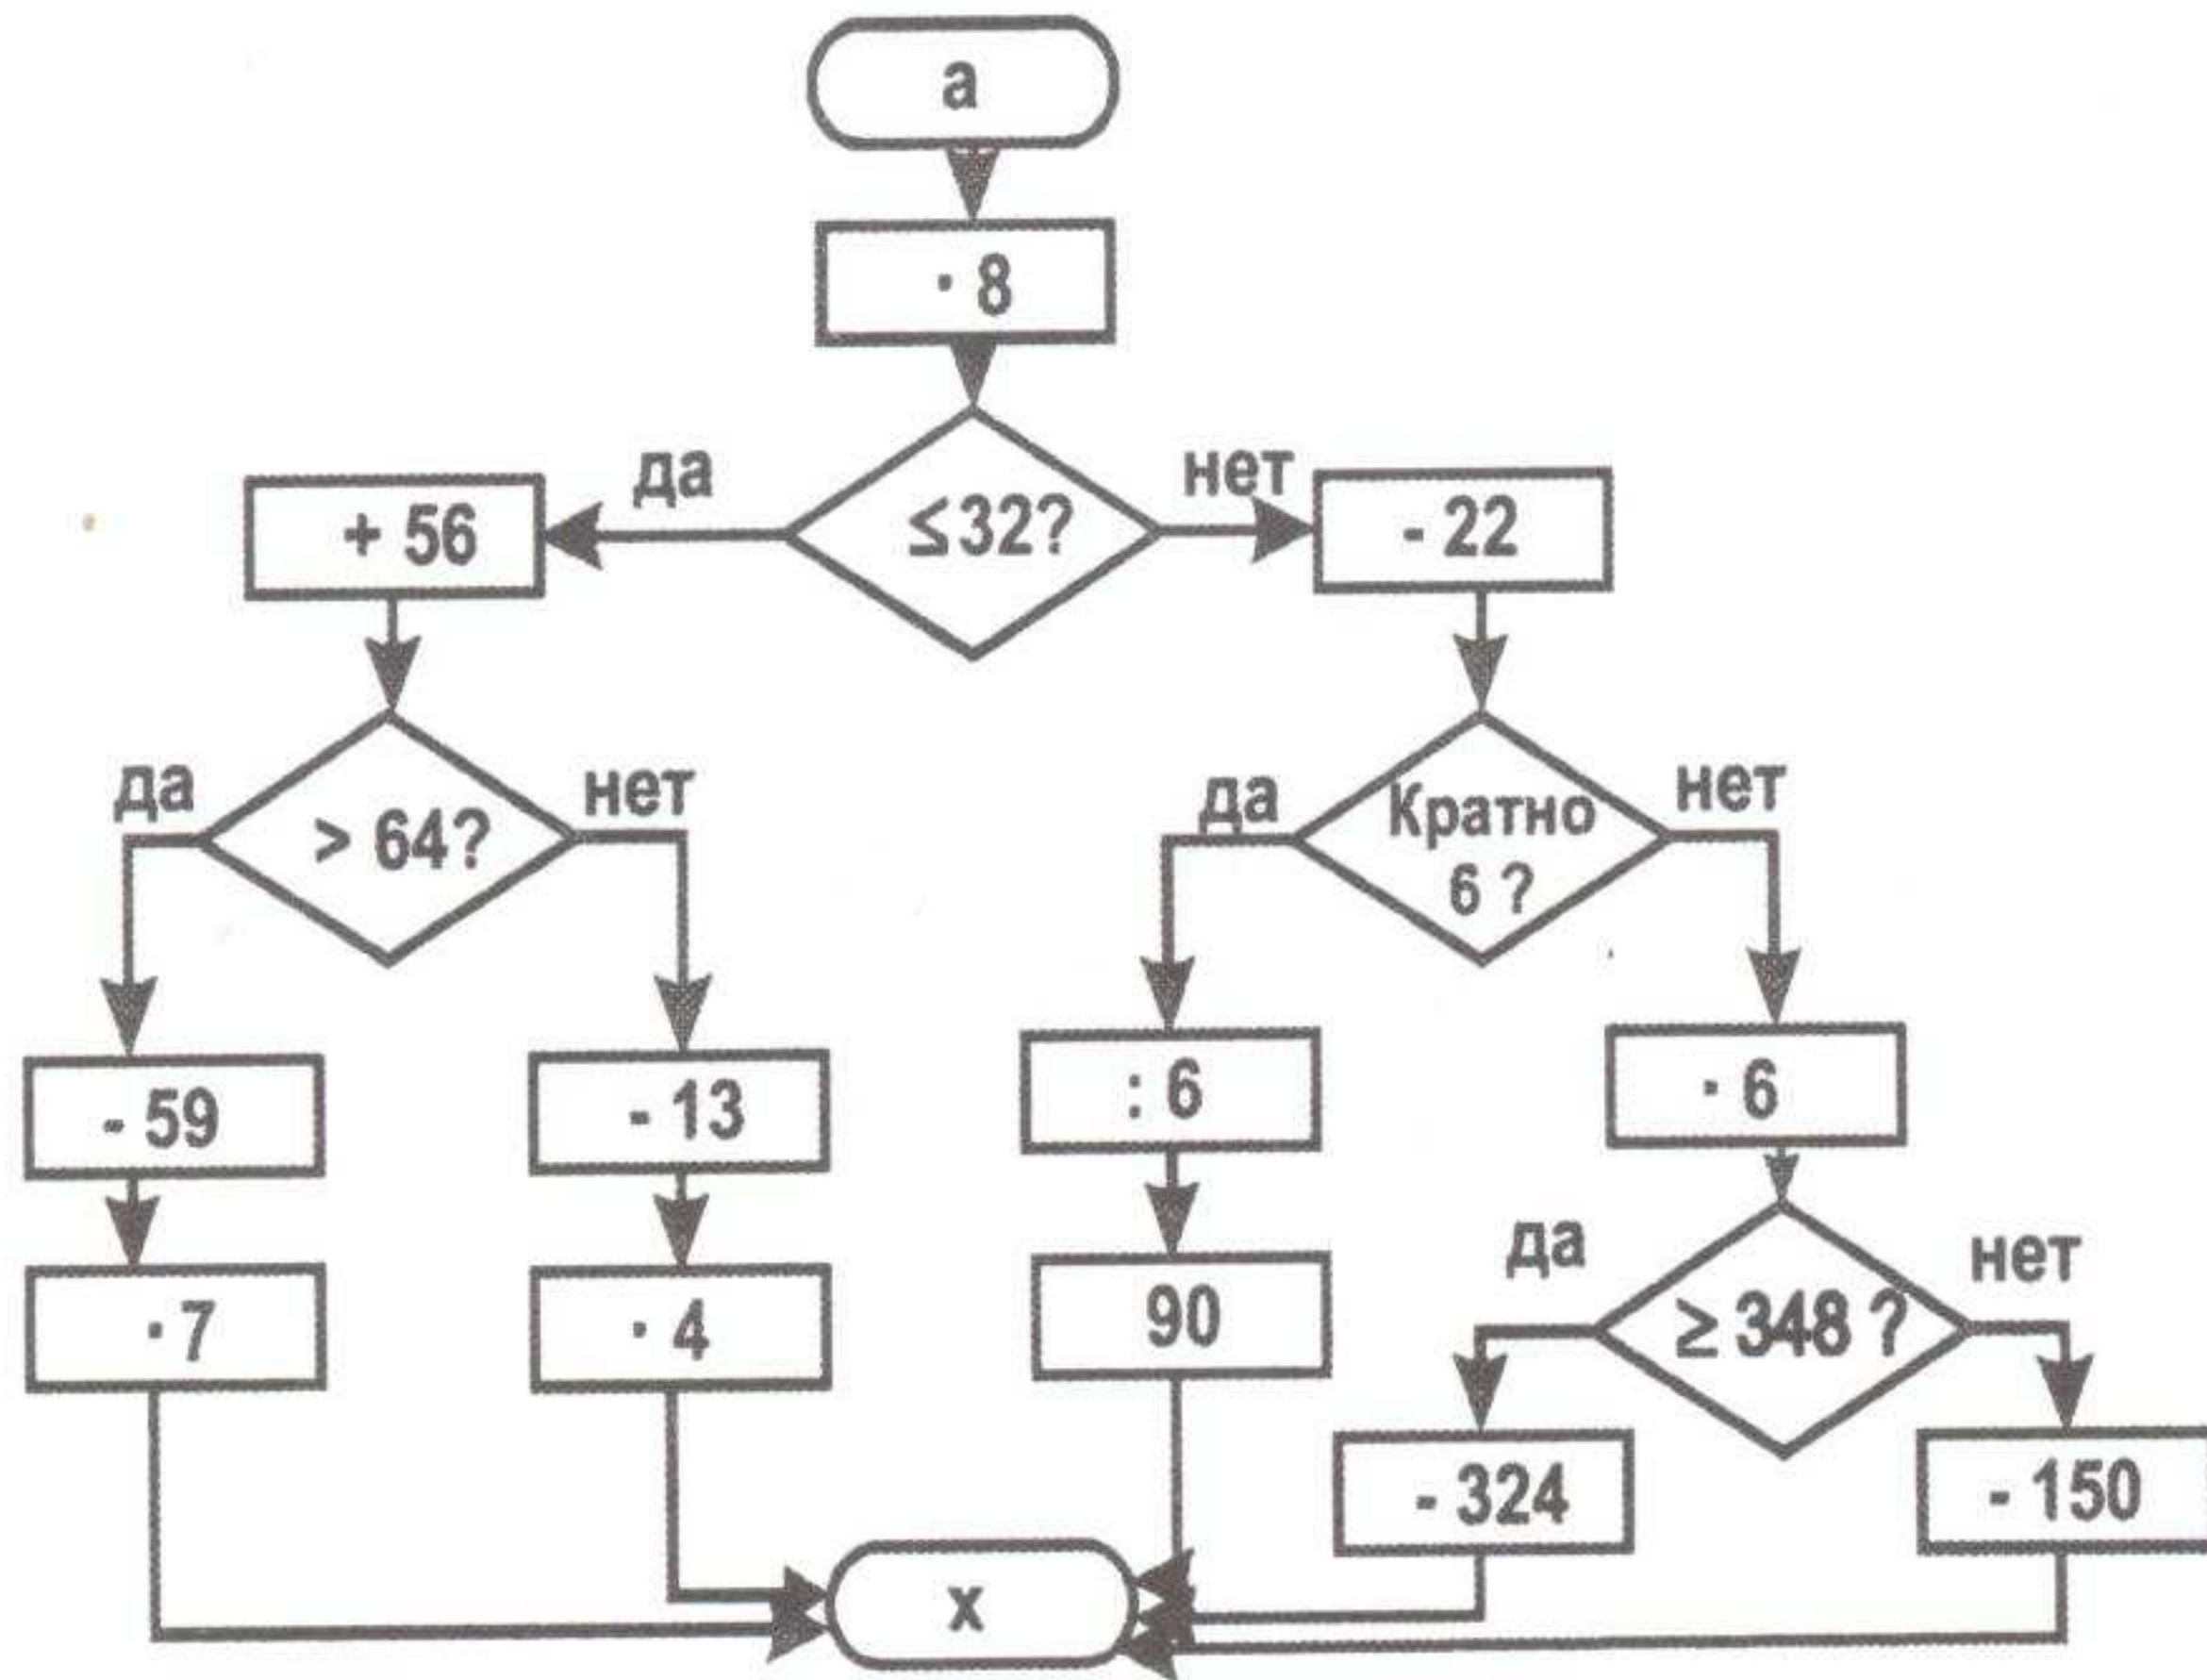 а
· 8
≤ 32?
да
нет
+ 56
- 22
> 64?
да
нет
Кратно
6 ?
да
нет
- 59
- 13
: 6
· 6
· 7
· 4
90
≥ 348 ?
да
нет
- 324
- 150
х